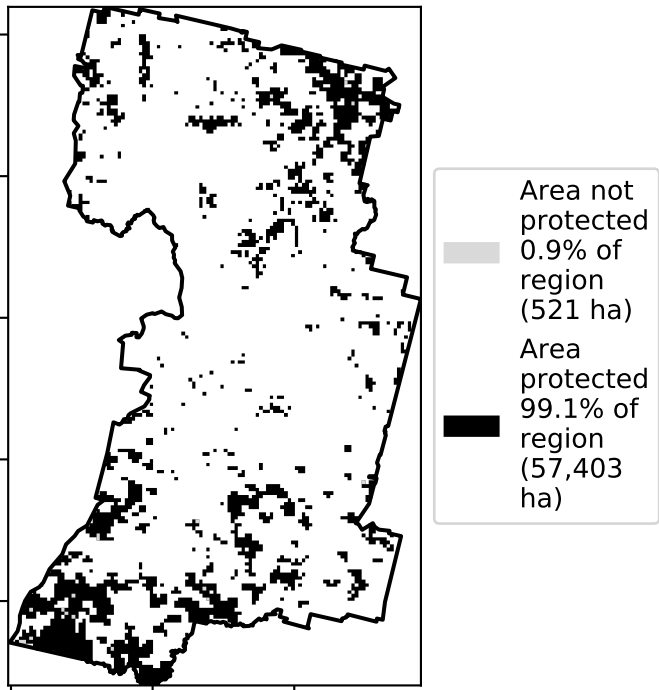 Area not
protected
0.9% of
region
(521 ha)
Area
protected
99.1% of
region
(57,403
ha)